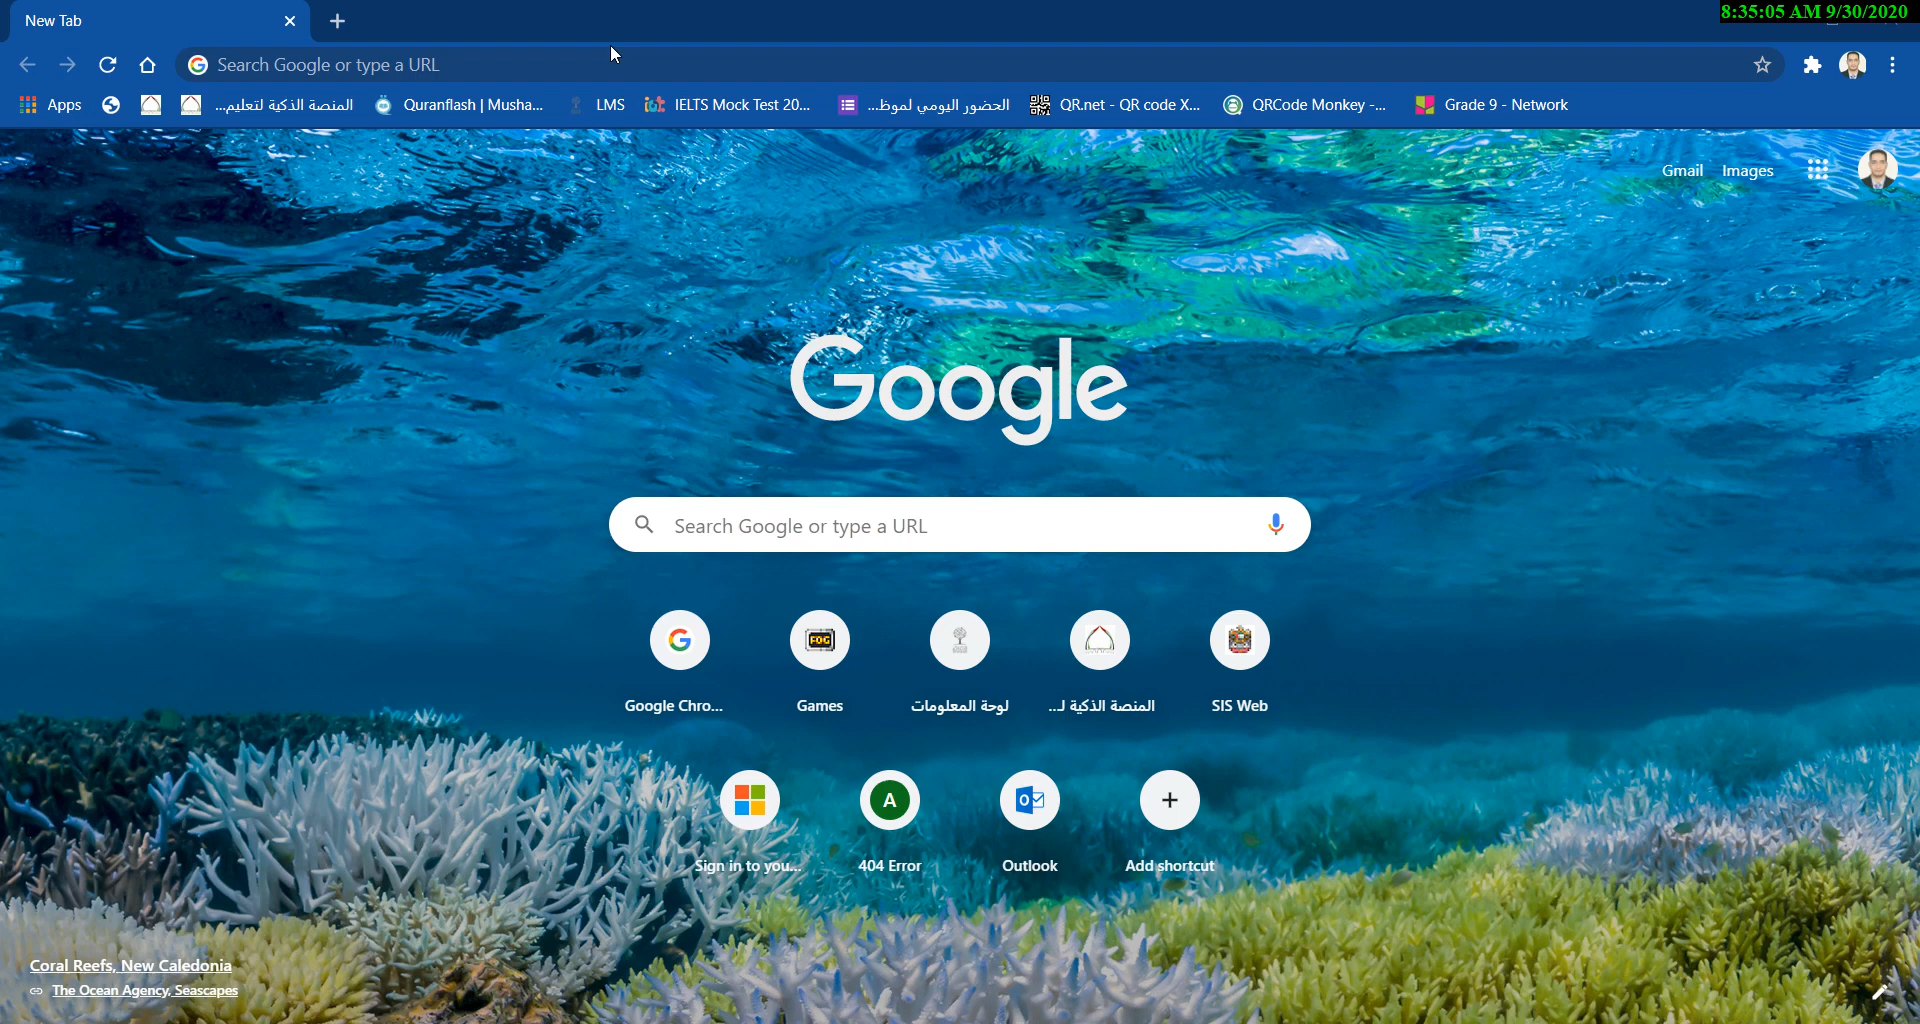 New Tab
8:35:05 AM 9/30/2020
Search Google or type a URL
Apps
المنصة الذكية لتعليم...
Quranflash | Musha...
LMS
IELTS Mock Test 20...
الحضور اليومي لموظ...
QR.net - QR code X...
QRCode Monkey -...
Grade 9 - Network
Gmail
Images
Google
Search Google or type a URL
FOG
Google Chro...
Games
لوحة المعلومات
المنصة الذكية لـ...
SIS Web
A
Sign in to you...
404 Error
Outlook
Add shortcut
Coral Reefs, New Caledonia
The Ocean Agency, Seascapes